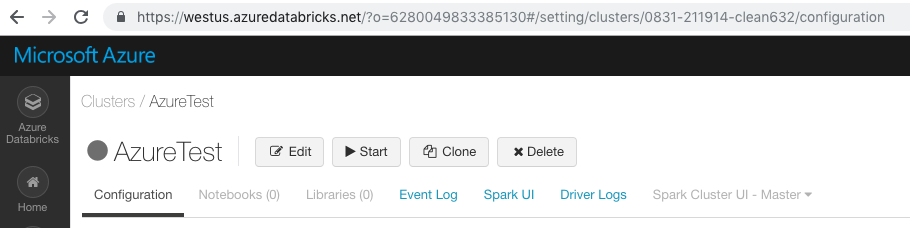 https://westus.azuredatabricks.net/?o=6280049833385130#/setting/clusters/0831-211914-clean632/configuration
Microsoft Azure
Azure
Databricks
Home
Clusters / AzureTest
AzureTest Edit Start Clone Delete
Configuration Notebooks (0) Libraries (0) Event Log Spark UI Driver Logs Spark Cluster UI - Master